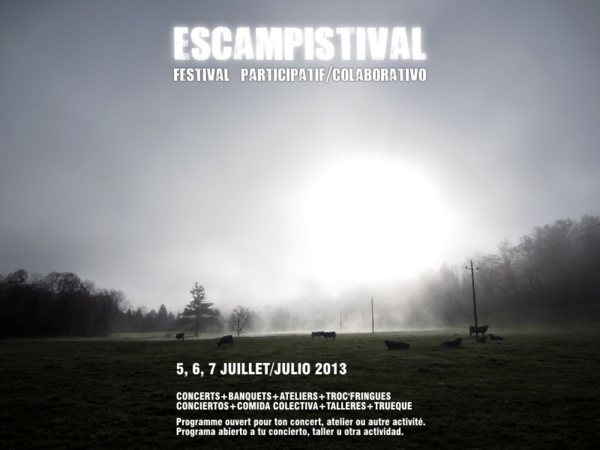 ESCAMPISTIVAL
FESTIVAL PARTICIPATIF/COLABORATIVO
5, 6, 7 JUILLET/JULIO 2013
CONCERTS+BANQUETS+ATELIERS+TROC'FRINGUES
CONCIERTOS+COMIDA COLECTIVA+TALLERES+TRUEQUE
Programme ouvert pour ton concert, atelier ou autre activité.
Programa abierto a tu concierto, taller u otra actividad.